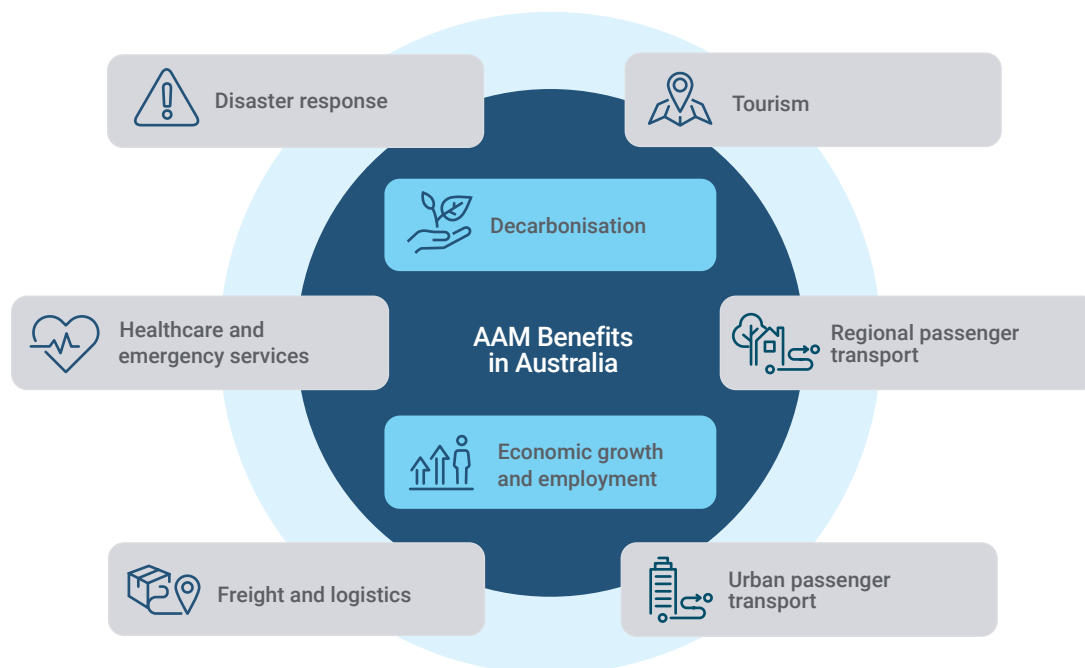 Disaster response
Tourism
Decarbonisation
Healthcare and
emergency services
AAM Benefits
in Australia
Regional passenger
transport
Economic growth
and employment
Freight and logistics
Urban passenger
transport